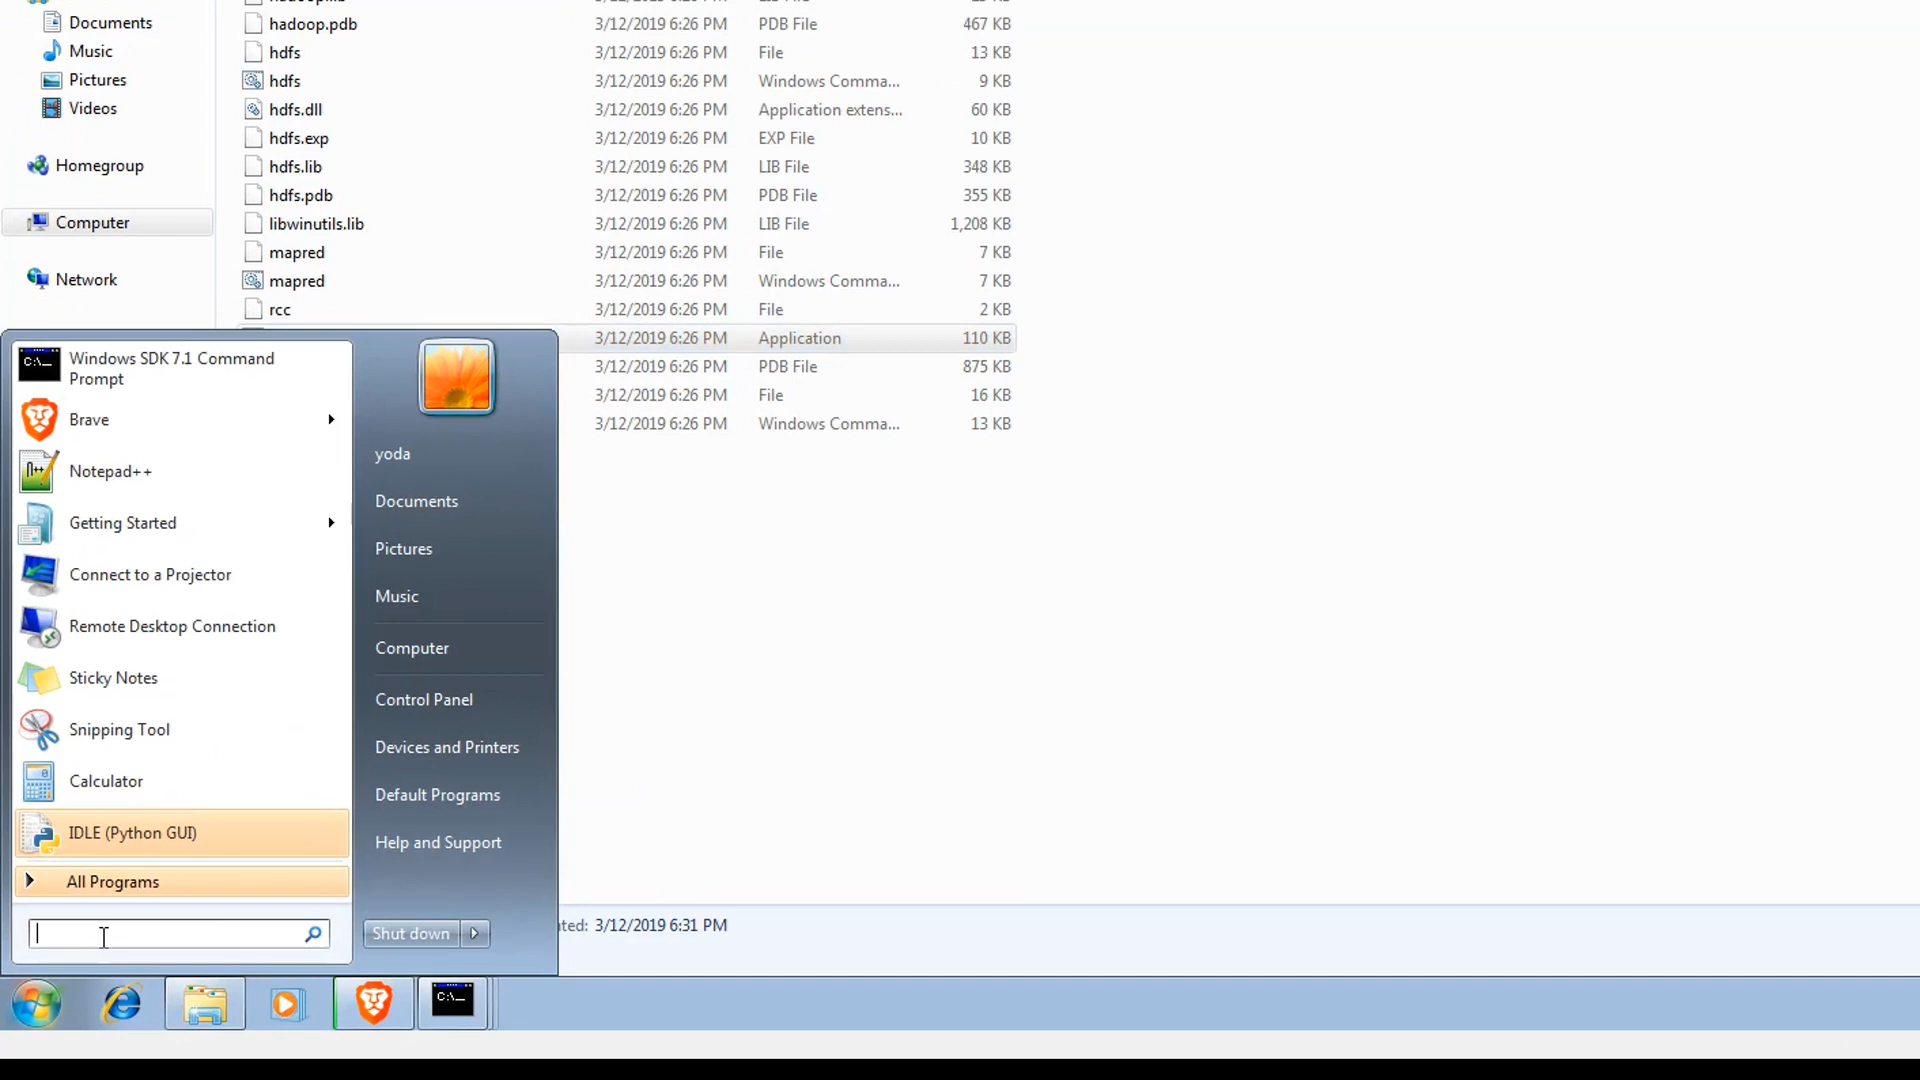 Documents
Music
Pictures
Videos
Homegroup
Computer
Network
hadoop.pdb 3/12/2019 6:26 PM PDB File 467 KB
hdfs 3/12/2019 6:26 PM File 13 KB
hdfs 3/12/2019 6:26 PM Windows Comma... 9 KB
hdfs.dll 3/12/2019 6:26 PM Application extens... 60 KB
hdfs.exp 3/12/2019 6:26 PM EXP File 10 KB
hdfs.lib 3/12/2019 6:26 PM LIB File 348 KB
hdfs.pdb 3/12/2019 6:26 PM PDB File 355 KB
libwinutils.lib 3/12/2019 6:26 PM LIB File 1,208 KB
mapred 3/12/2019 6:26 PM File 7 KB
mapred 3/12/2019 6:26 PM Windows Comma... 7 KB
rcc 3/12/2019 6:26 PM File 2 KB
3/12/2019 6:26 PM Application 110 KB
3/12/2019 6:26 PM PDB File 875 KB
3/12/2019 6:26 PM File 16 KB
3/12/2019 6:26 PM Windows Comma... 13 KB
Windows SDK 7.1 Command
Prompt
Brave
Notepad++
Getting Started
Connect to a Projector
Remote Desktop Connection
Sticky Notes
Snipping Tool
Calculator
IDLE (Python GUI)
All Programs
yoda
Documents
Pictures
Music
Computer
Control Panel
Devices and Printers
Default Programs
Help and Support
Shut down
ted: 3/12/2019 6:31 PM
C:\_
C:\_